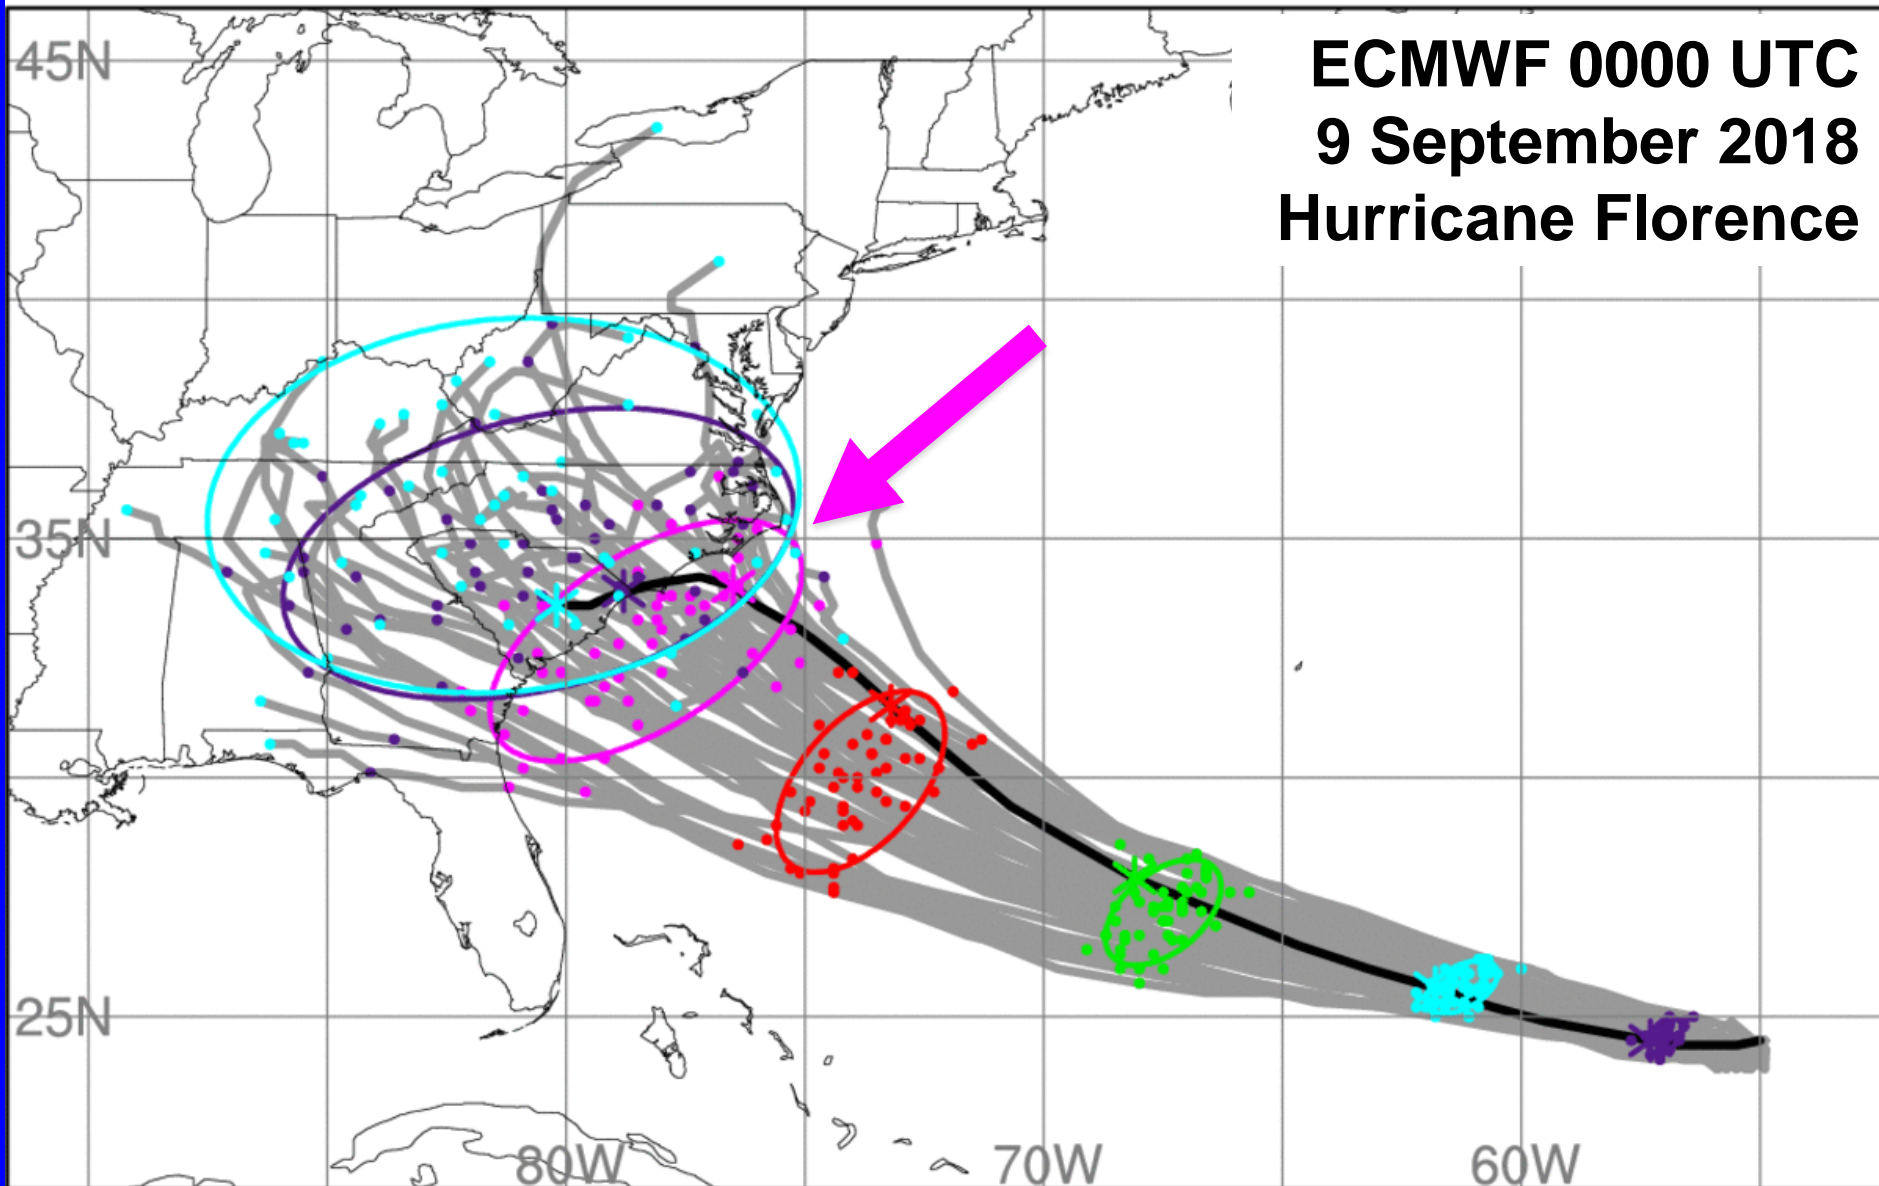 ECMWF 0000 UTC
9 September 2018
Hurricane Florence
45N
35N
25N
80W 70W 60W